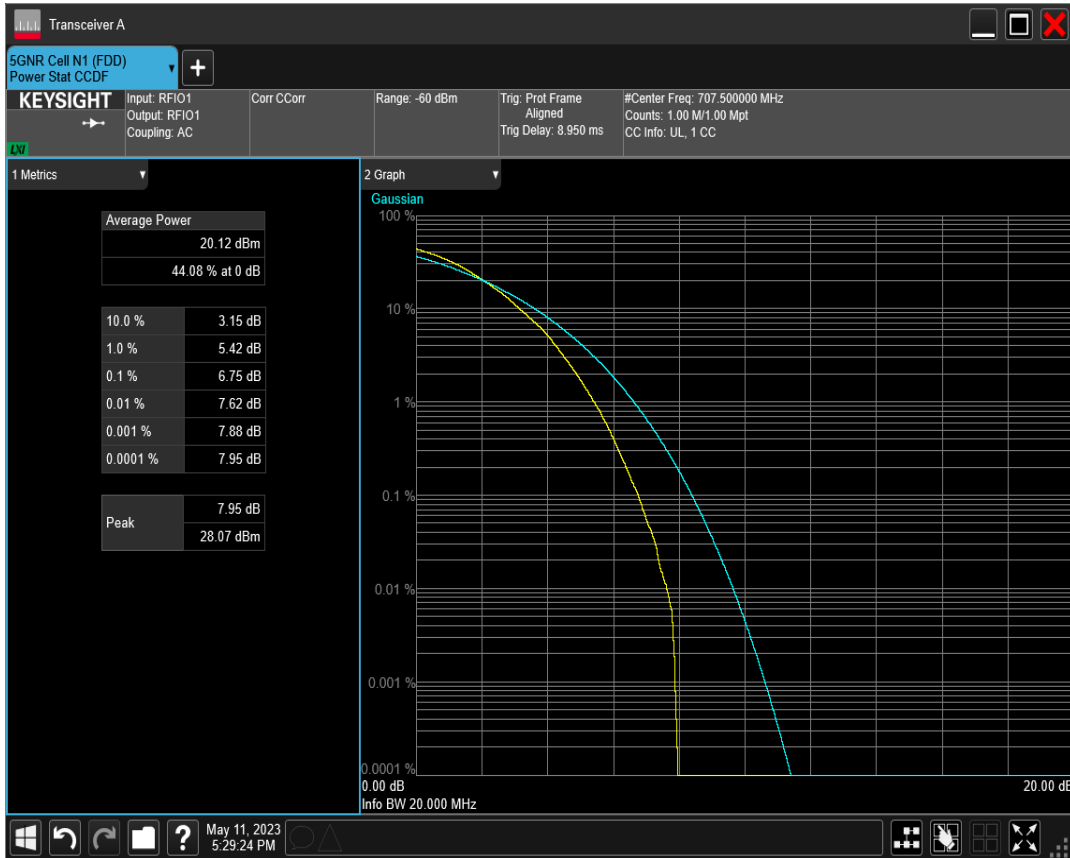 Transceiver A
5GNR Cell N1 (FDD)
Power Stat CCDF
KEYSIGHT
LXI
Input: RFIO1
Output: RFIO1
Coupling: AC
Corr CCorr
Range: -60 dBm
Trig: Prot Frame
Aligned
Trig Delay: 8.950 ms
#Center Freq: 707.500000 MHz
Counts: 1.00 M/1.00 Mpt
CC Info: UL, 1 CC
1 Metrics
Average Power
20.12 dBm
44.08 % at 0 dB
10.0 % 3.15 dB
1.0 % 5.42 dB
0.1 % 6.75 dB
0.01 % 7.62 dB
0.001 % 7.88 dB
0.0001 % 7.95 dB
Peak
7.95 dB
28.07 dBm
2 Graph
Gaussian
100 %
10 %
1 %
0.1 %
0.01 %
0.001 %
0.0001 %
0.00 dB 20.00 dB
Info BW 20.000 MHz
?
May 11, 2023
5:29:24 PM